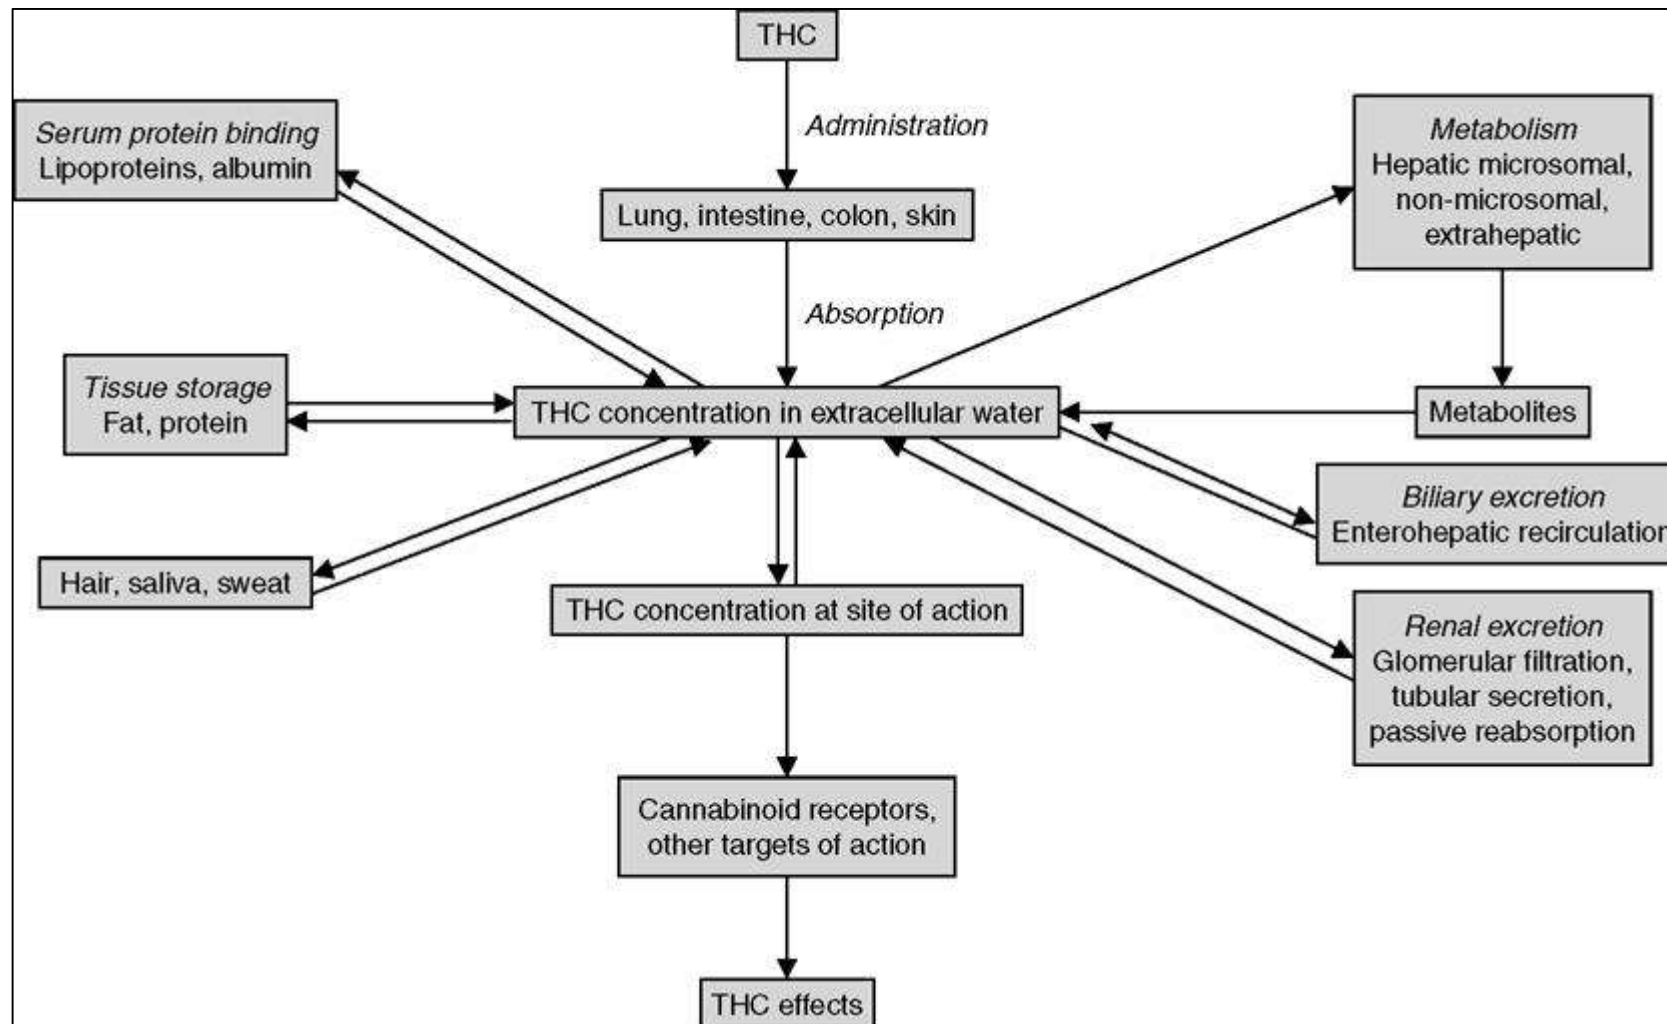 THC
Administration
Serum protein binding
Lipoproteins, albumin
Metabolism
Hepatic microsomal,
non-microsomal,
extrahepatic
Lung, intestine, colon, skin
Absorption
Tissue storage
Fat, protein
THC concentration in extracellular water
Metabolites
Biliary excretion
Enterohepatic recirculation
Hair, saliva, sweat
THC concentration at site of action
Renal excretion
Glomerular filtration,
tubular secretion,
passive reabsorption
Cannabinoid receptors,
other targets of action
THC effects